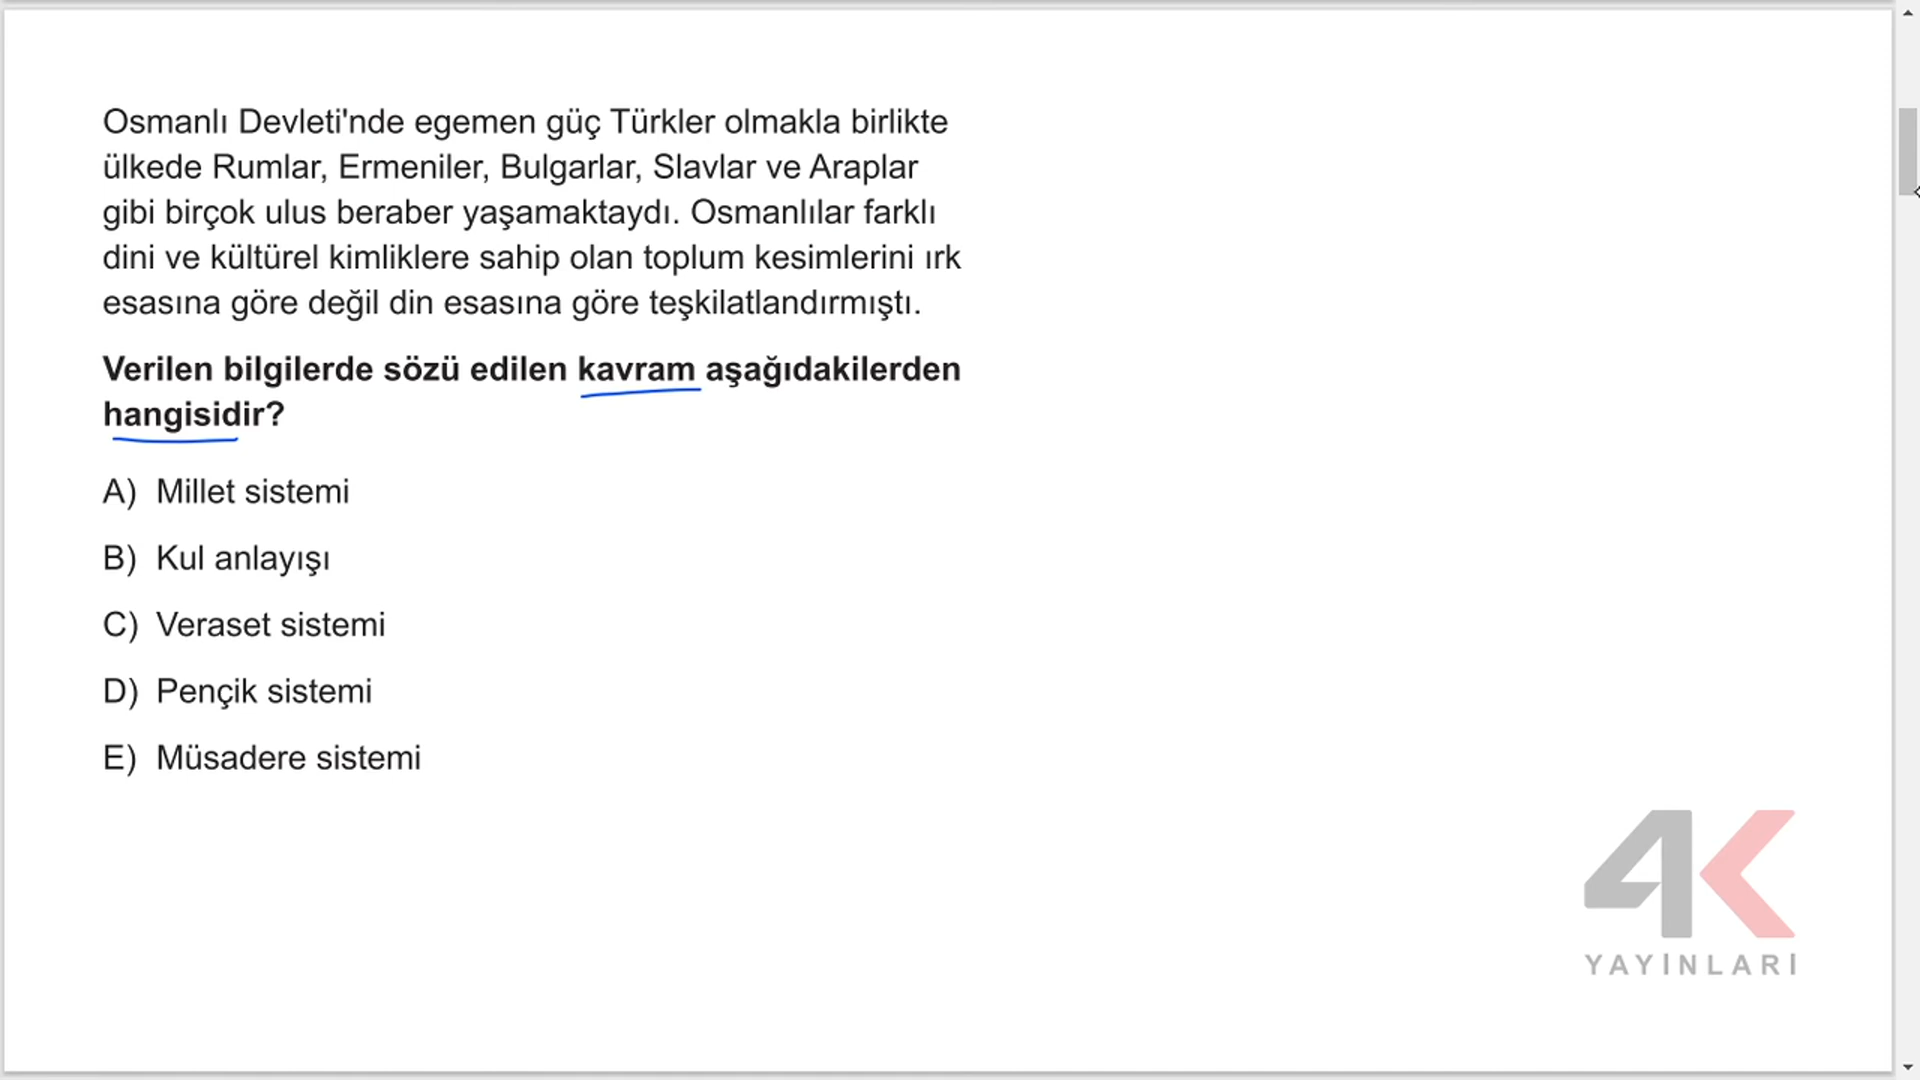 Osmanlı Devleti'nde egemen güç Türkler olmakla birlikte
ülkede Rumlar, Ermeniler, Bulgarlar, Slavlar ve Araplar
gibi birçok ulus beraber yaşamaktaydı. Osmanlılar farklı
dini ve kültürel kimliklere sahip olan toplum kesimlerini ırk
esasına göre değil din esasına göre teşkilatlandırmıştı.
Verilen bilgilerde sözü edilen kavram aşağıdakilerden
hangisidir?
A) Millet sistemi
B) Kul anlayışı
C) Veraset sistemi
D) Pençik sistemi
E) Müsadere sistemi
4K
YAYINLARI